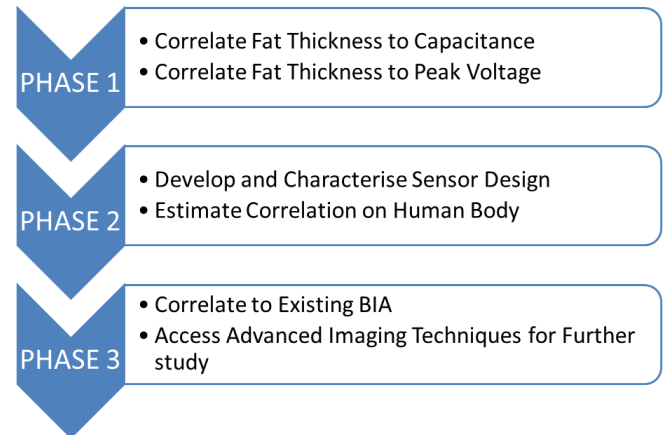 PHASE 1
• Correlate Fat Thickness to Capacitance
• Correlate Fat Thickness to Peak Voltage
PHASE 2
• Develop and Characterise Sensor Design
• Estimate Correlation on Human Body
PHASE 3
• Correlate to Existing BIA
• Access Advanced Imaging Techniques for Further
study